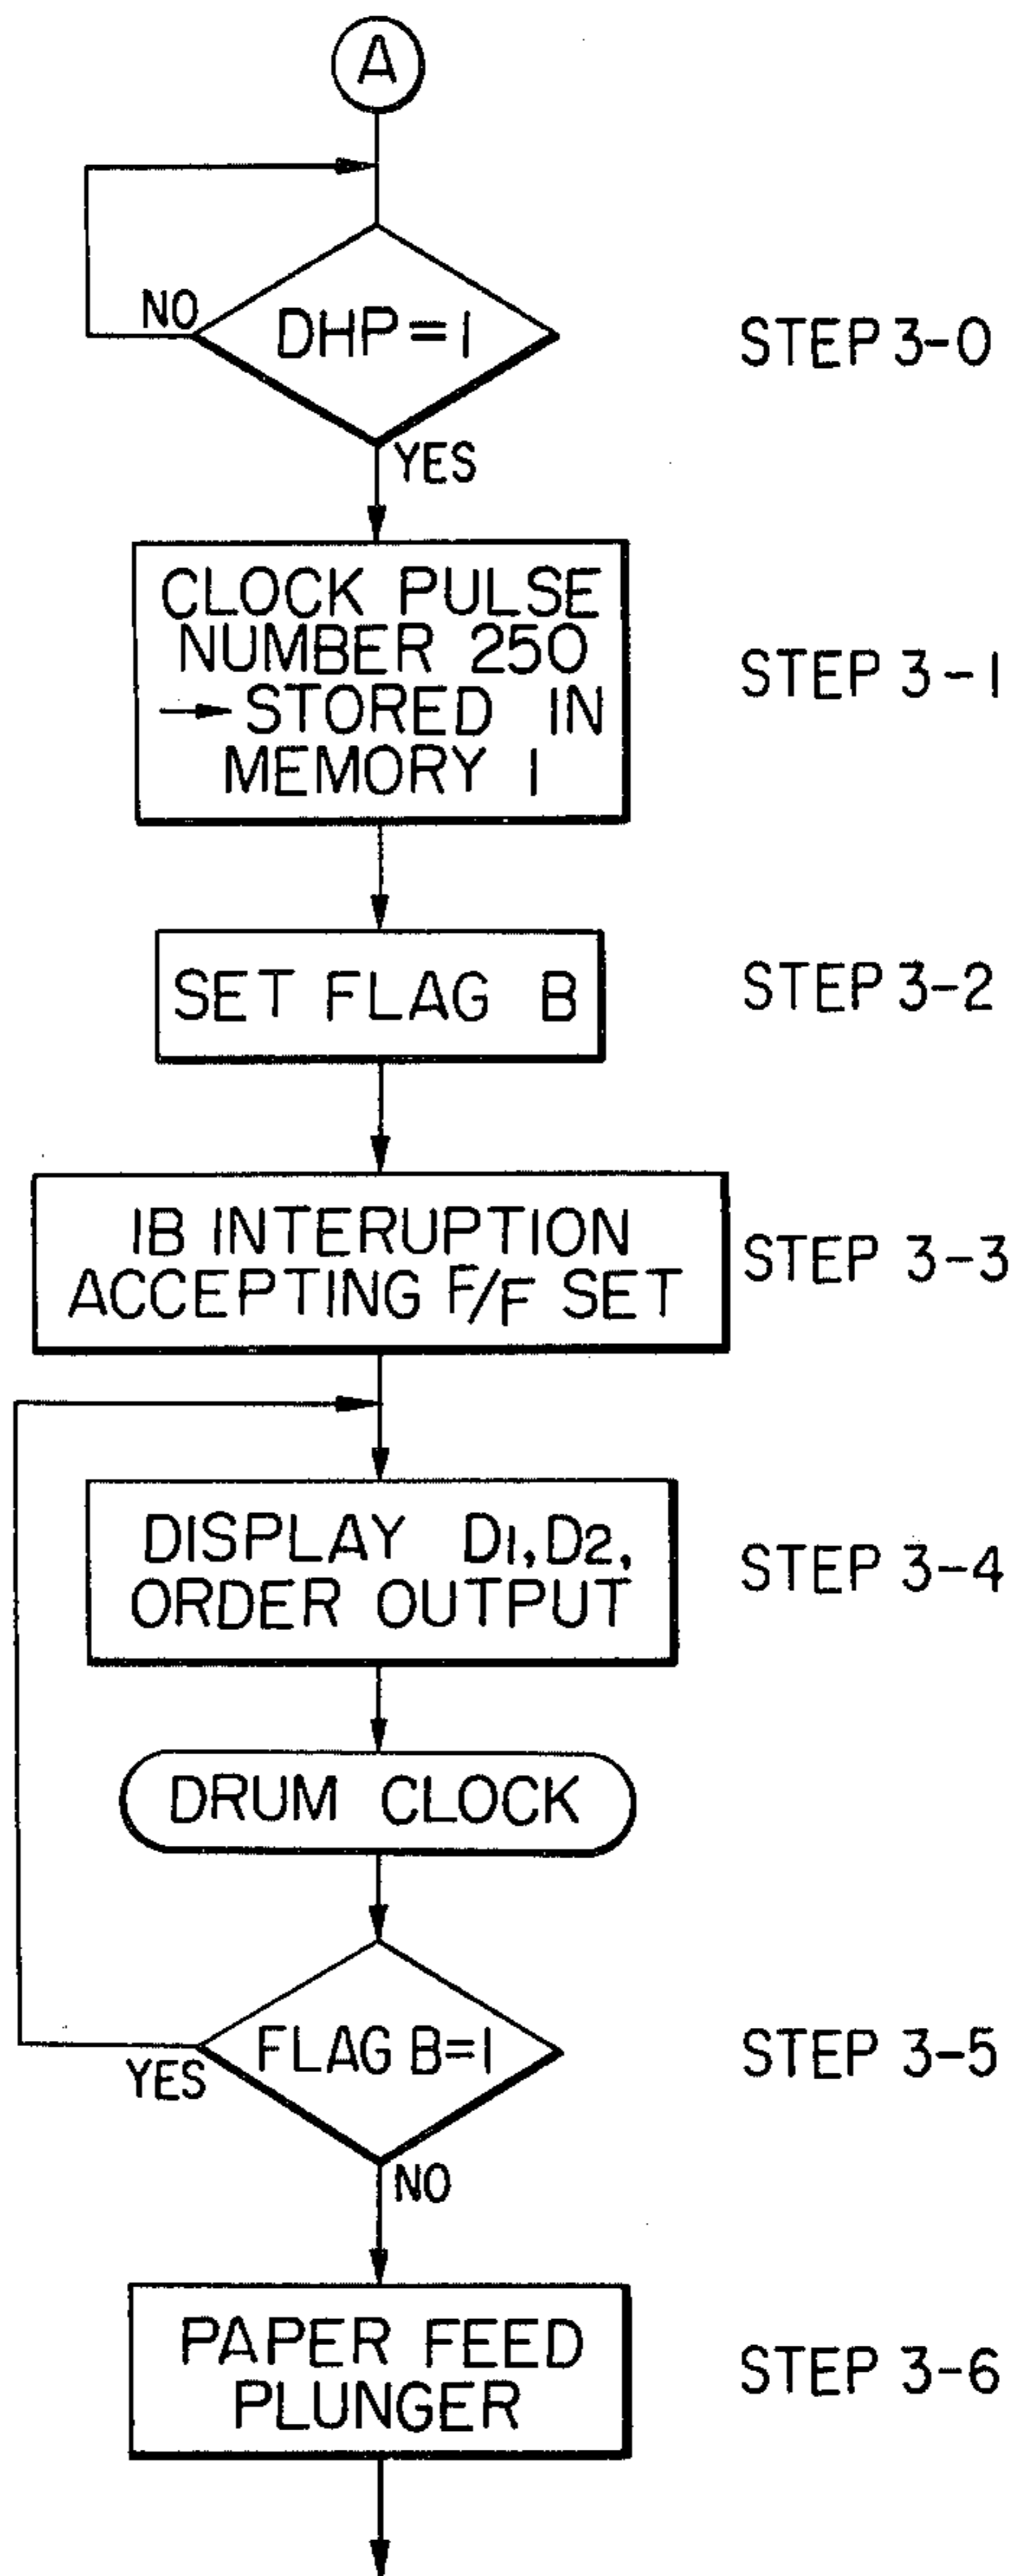 A
NO
DHP=1
STEP 3-0
YES
CLOCK PULSE
NUMBER 250
→ STORED IN
MEMORY 1
STEP 3-1
SET FLAG B
STEP 3-2
IB INTERUPTION
ACCEPTING F/F SET
STEP 3-3
DISPLAY D1,D2,
ORDER OUTPUT
STEP 3-4
DRUM CLOCK
FLAG B=1
YES
STEP 3-5
NO
PAPER FEED
PLUNGER
STEP 3-6